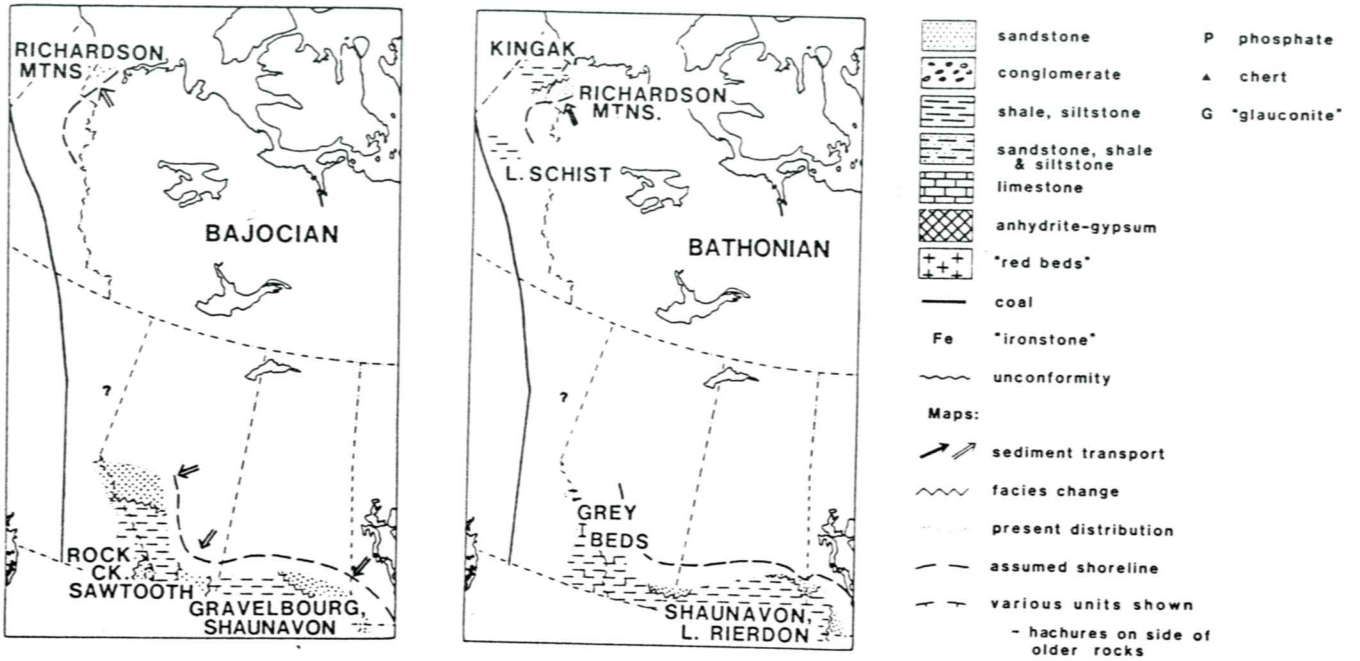 RICHARDSON
MTNS.
BAJOCIAN
?
ROCK
CK.
SAWTOOTH
GRAVELBOURG,
SHAUNAVON
KINGAK
RICHARDSON
MTNS.
L. SCHIST
BATHONIAN
?
GREY
BEDS
SHAUNAVON,
L. RIERDON
sandstone
conglomerate
shale, siltstone
sandstone, shale
& siltstone
limestone
anhydrite-gypsum
"red beds"
coal
Fe "ironstone"
unconformity
Maps:
sediment transport
facies change
present distribution
assumed shoreline
various units shown
- hachures on side of
older rocks
P phosphate
chert
G "glauconite"